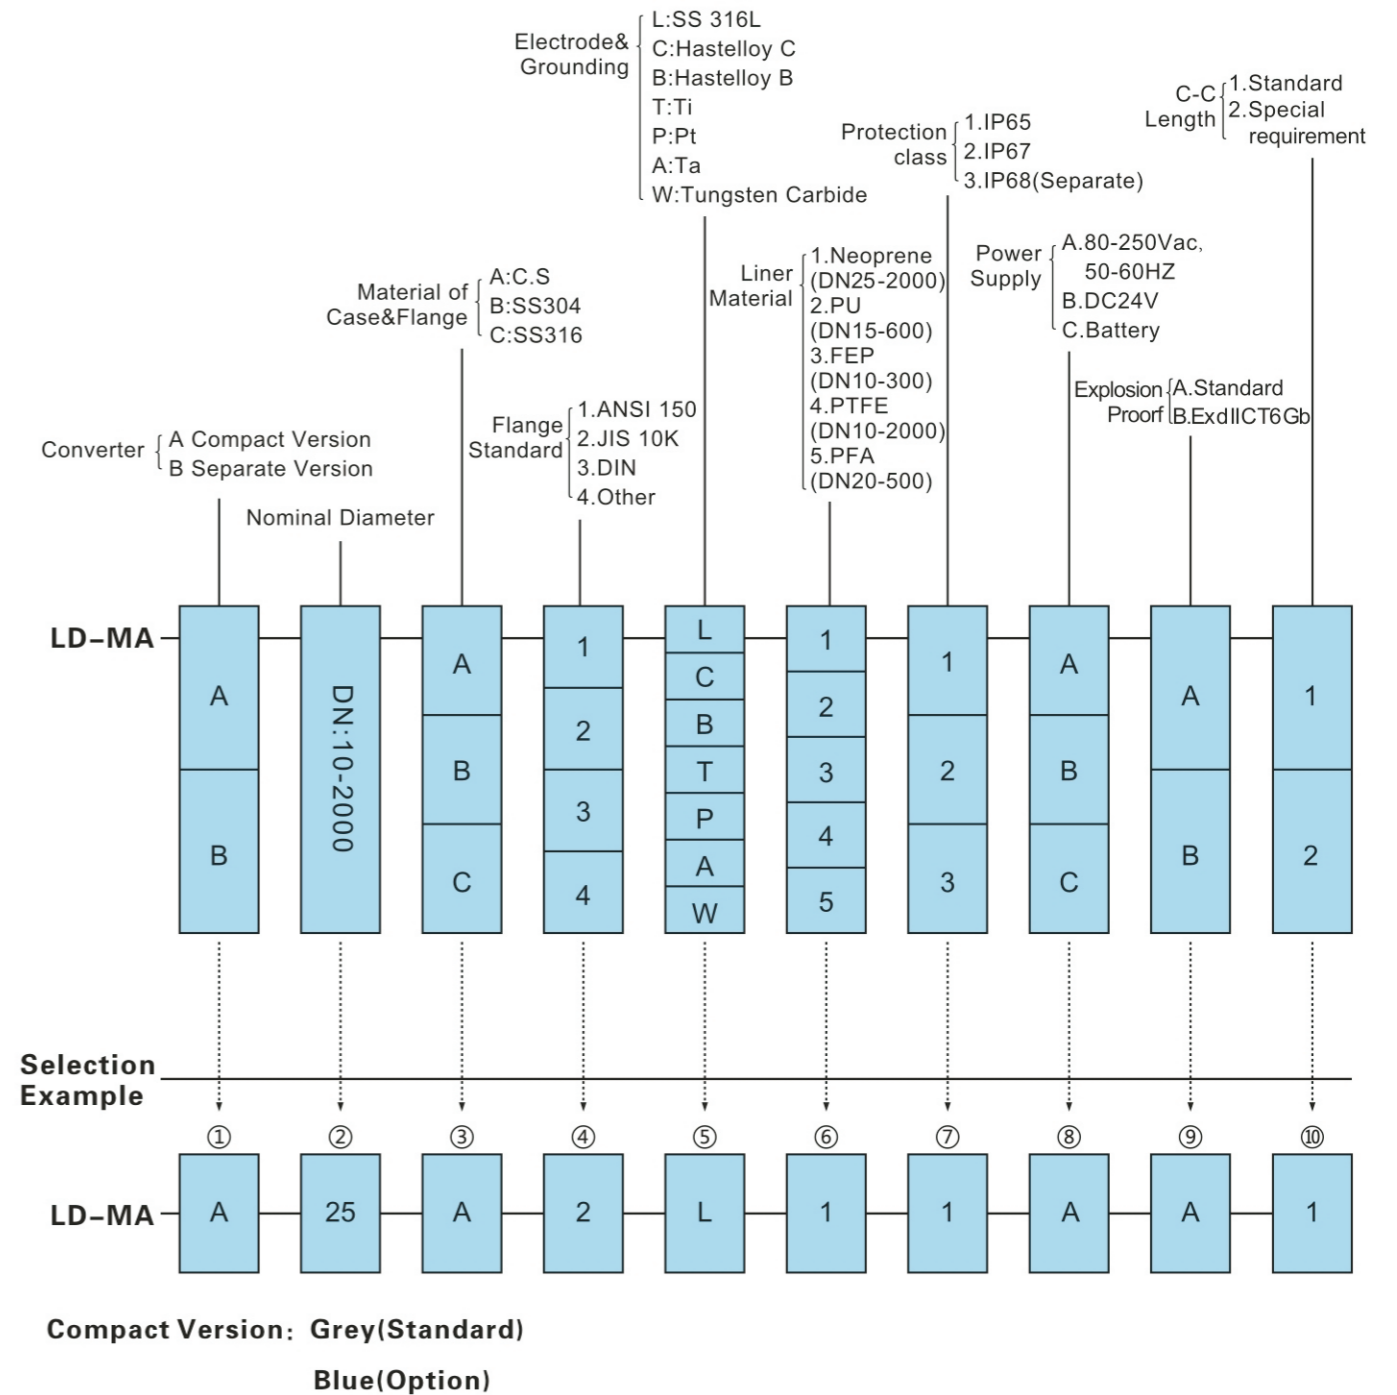 Electrode&
Grounding
L:SS 316L
C:Hastelloy C
B:Hastelloy B
T:Ti
P:Pt
A:Ta
W:Tungsten Carbide
C-C
Length
1.Standard
2.Special
requirement
Protection
class
1.IP65
2.IP67
3.IP68(Separate)
Material of
Case&Flange
A:C.S
B:SS304
C:SS316
Liner
Material
1.Neoprene
(DN25-2000)
2.PU
(DN15-600)
3.FEP
(DN10-300)
4.PTFE
(DN10-2000)
5.PFA
(DN20-500)
Power
Supply
A.80-250Vac,
50-60HZ
B.DC24V
C.Battery
Explosion
Proorf
A.Standard
B.ExdIICT6Gb
Flange
Standard
1.ANSI 150
2.JIS 10K
3.DIN
4.Other
Converter
A Compact Version
B Separate Version
Nominal Diameter
LD-MA
A
B
DN:10-2000
A
B
C
1
2
3
4
L
C
B
T
P
A
W
1
2
3
4
5
1
2
3
A
B
C
A
B
1
2
Selection
Example
① ② ③ ④ ⑤ ⑥ ⑦ ⑧ ⑨ ⑩
LD-MA A 25 A 2 L 1 1 A A 1
Compact Version: Grey(Standard)
Blue(Option)